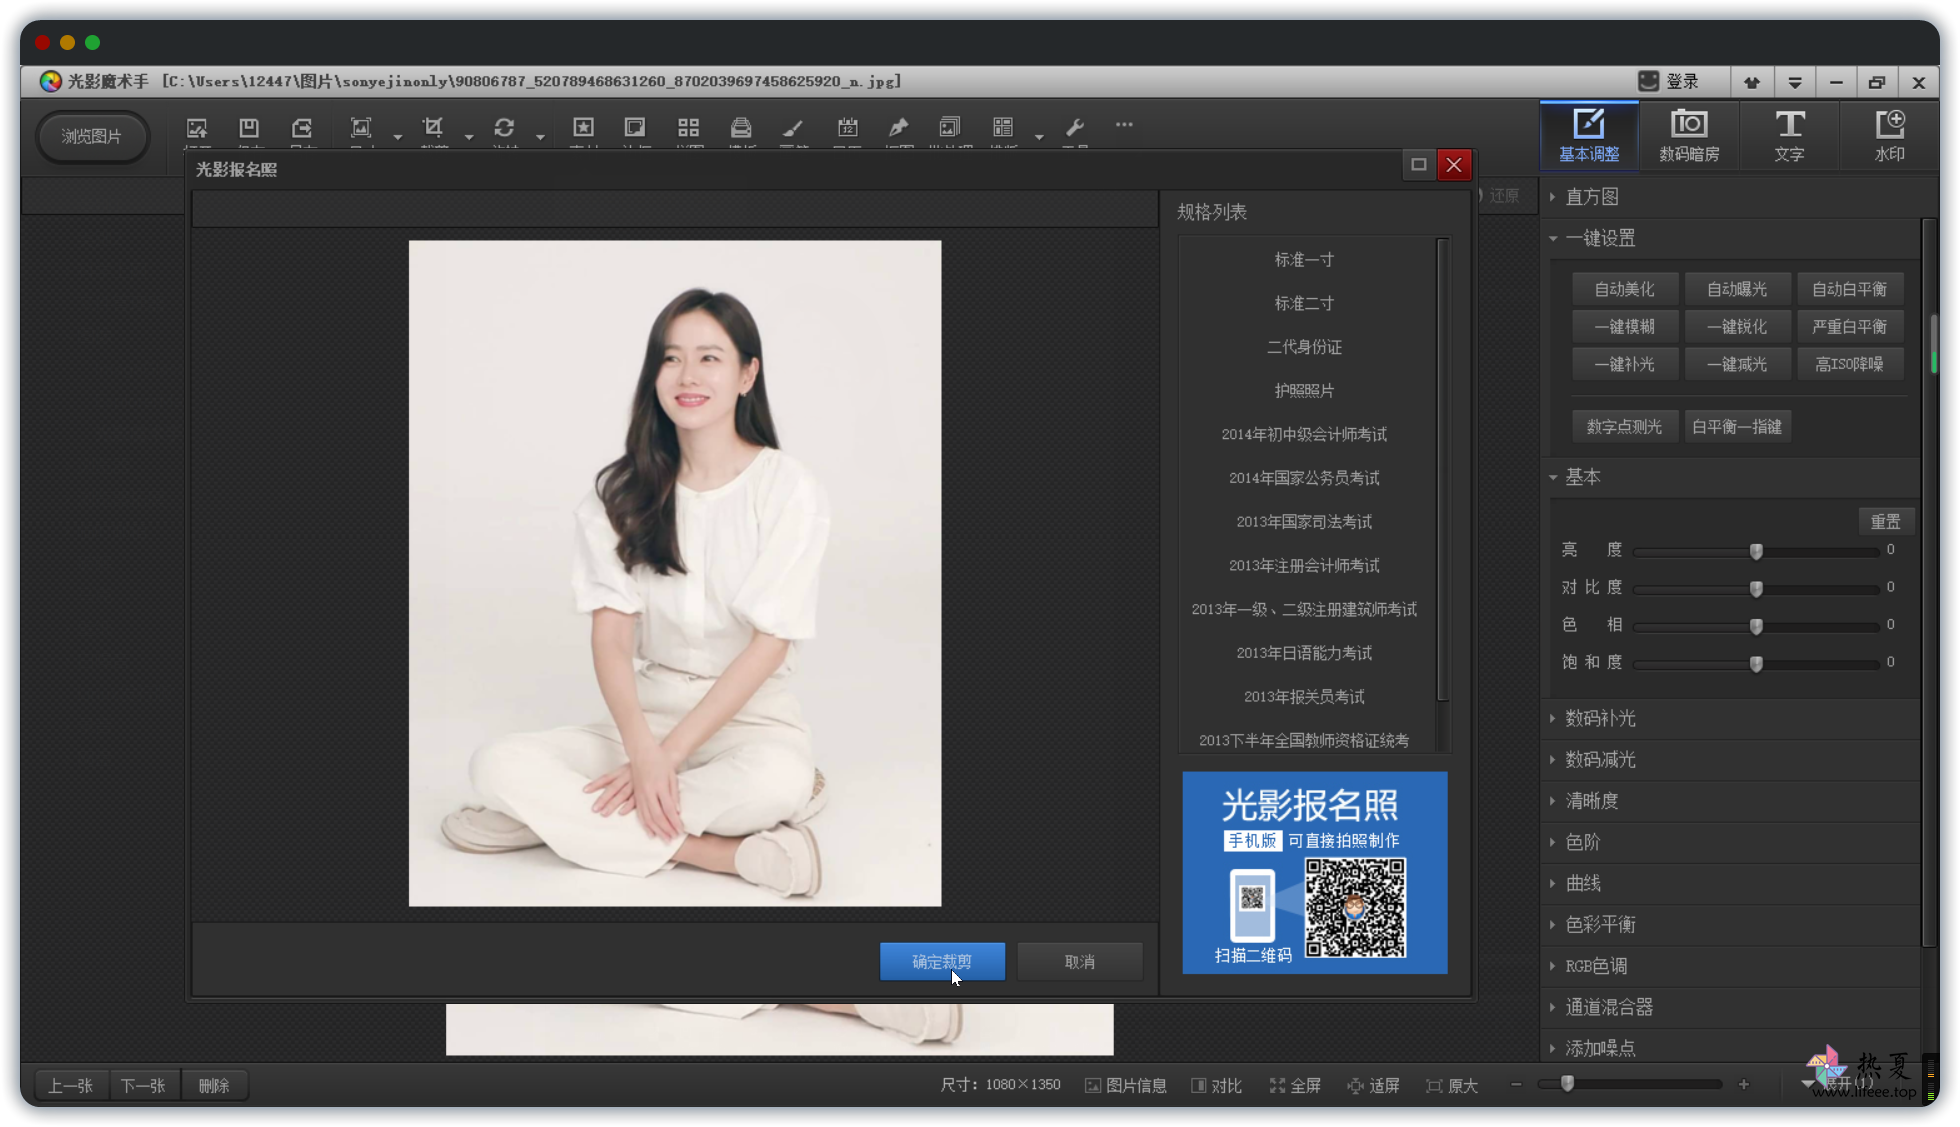 光影魔术手 [C:\Users\12447\图片\sonyejinonly\90806787_520789468631260_8702039697458625920_n.jpg]
登录
浏览图片
基本调整
数码暗房
文字
水印
光影报名照
还原
规格列表
标准一寸
标准二寸
二代身份证
护照照片
2014年初中级会计师考试
2014年国家公务员考试
2013年国家司法考试
2013年注册会计师考试
2013年一级、二级注册建筑师考试
2013年日语能力考试
2013年报关员考试
2013下半年全国教师资格证统考
光影报名照
手机版 可直接拍照制作
扫描二维码
确定裁剪
取消
直方图
一键设置
自动美化 自动曝光 自动白平衡
一键模糊 一键锐化 严重白平衡
一键补光 一键减光 高ISO降噪
数字点测光 白平衡一指键
基本
重置
亮度 0
对比度 0
色相 0
饱和度 0
数码补光
数码减光
清晰度
色阶
曲线
色彩平衡
RGB色调
通道混合器
添加噪点
上一张 下一张 删除
尺寸: 1080×1350 图片信息 对比 全屏 适屏 原大
展开(1)
热夏
www.lifeee.top